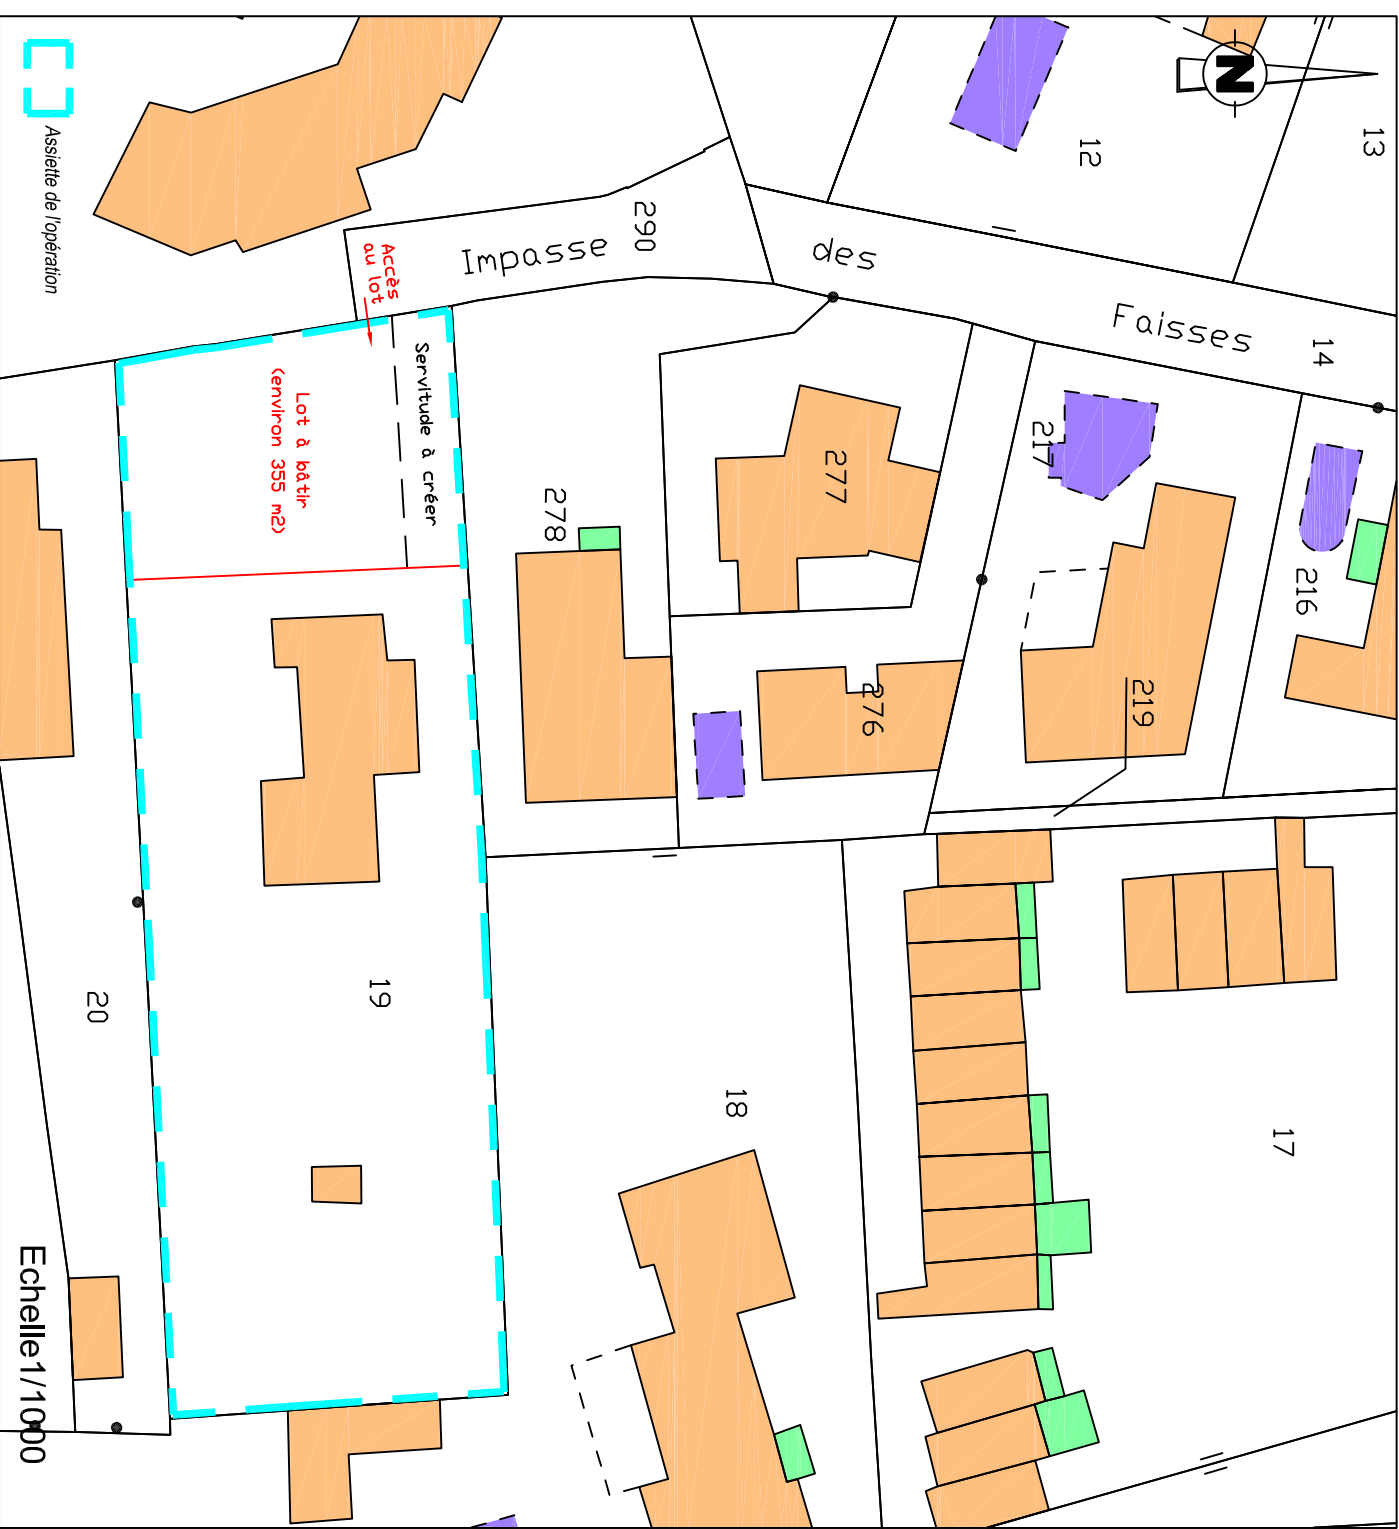 N
13
12
14
290
Impasse
des
Faisses
Accès
au lot
Servitude à créer
Lot à bâtir
(environ 355 m2)
277
217
278
216
276
219
19
20
18
17
Assiette de l'opération
Echelle1/1000